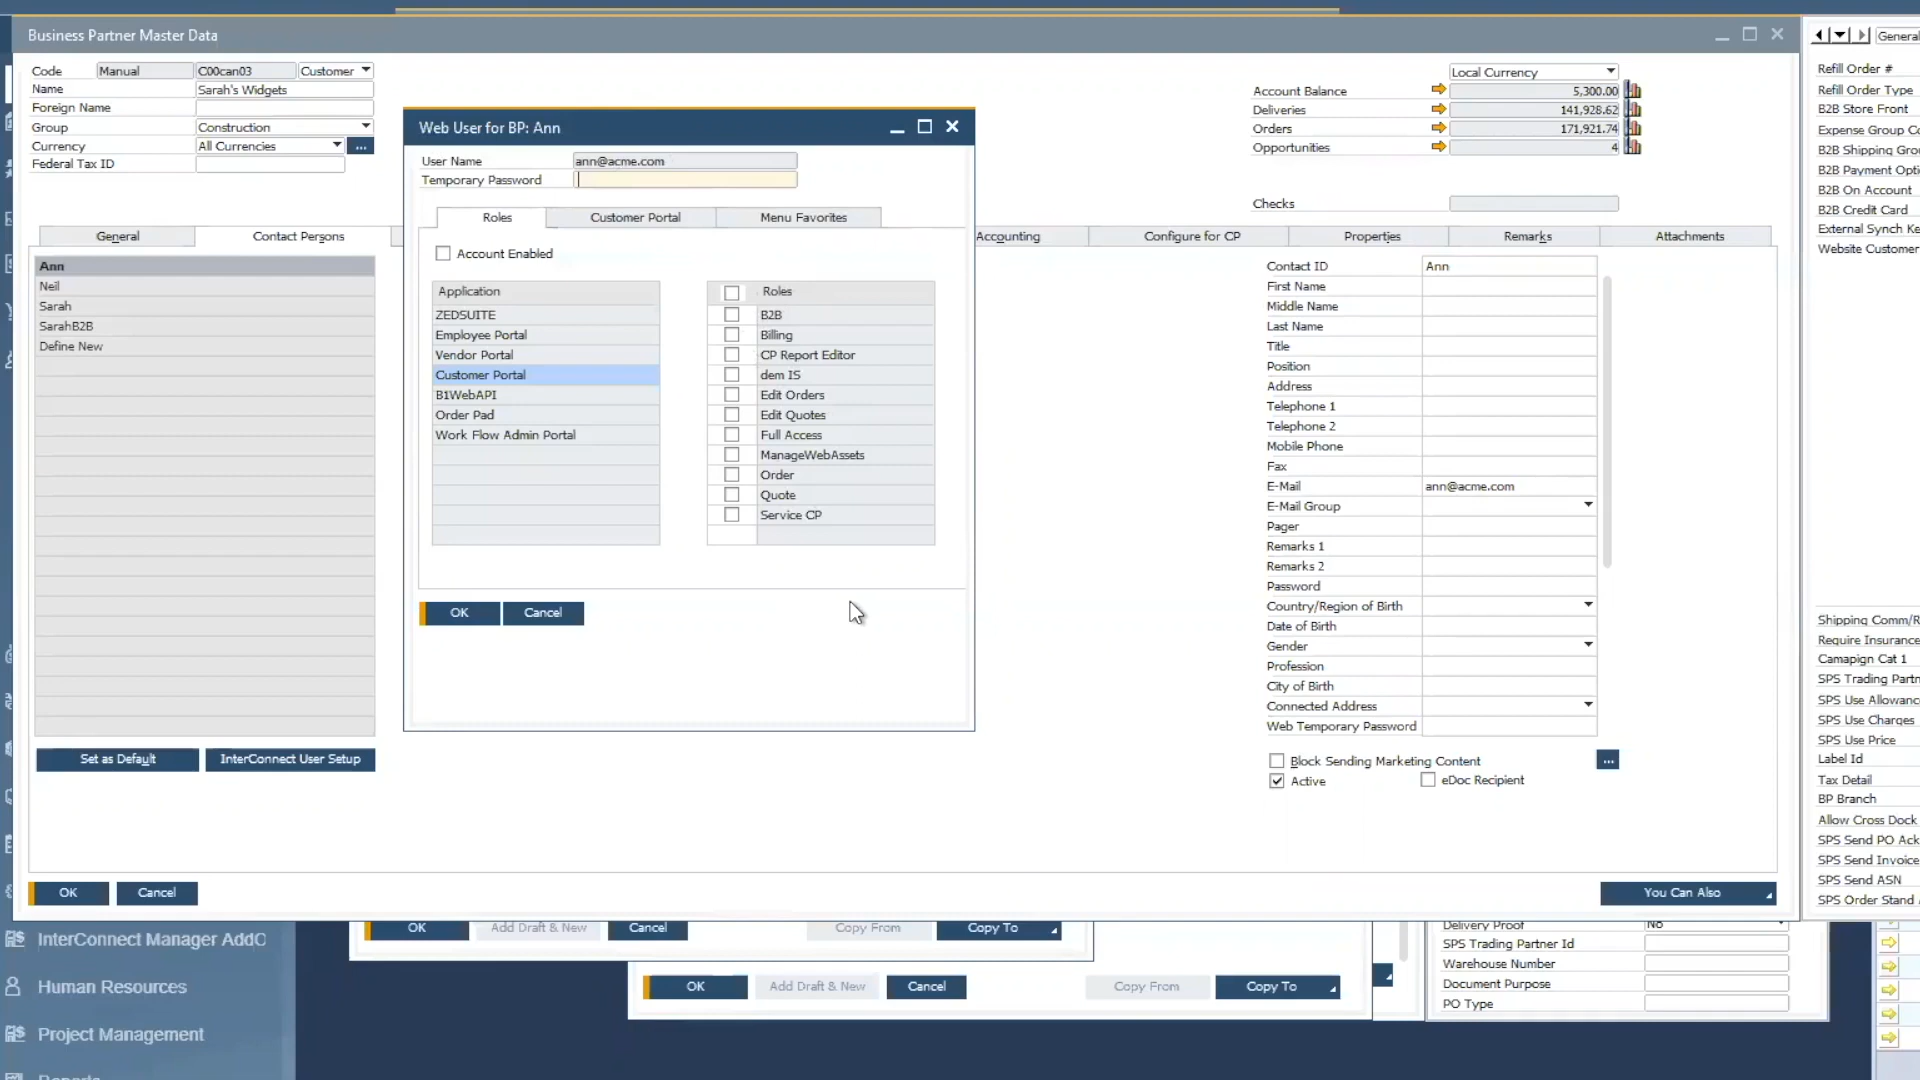 Business Partner Master Data
General
Code Manual C00can03 Customer
Name Sarah's Widgets
Foreign Name
Group Construction
Currency All Currencies ...
Federal Tax ID
Local Currency
Account Balance 5,300.00
Deliveries 141,928.62
Orders 171,921.74
Opportunities 4
Checks
General Contact Persons Accounting Configure for CP Properties Remarks Attachments
Ann
Neil
Sarah
SarahB2B
Define New
Set as Default InterConnect User Setup
Web User for BP: Ann
User Name ann@acme.com
Temporary Password
Roles Customer Portal Menu Favorites
Account Enabled
Application
ZEDSUITE
Employee Portal
Vendor Portal
Customer Portal
B1WebAPI
Order Pad
Work Flow Admin Portal
Roles
B2B
Billing
CP Report Editor
dem IS
Edit Orders
Edit Quotes
Full Access
ManageWebAssets
Order
Quote
Service CP
OK Cancel
Contact ID Ann
First Name
Middle Name
Last Name
Title
Position
Address
Telephone 1
Telephone 2
Mobile Phone
Fax
E-Mail ann@acme.com
E-Mail Group
Pager
Remarks 1
Remarks 2
Password
Country/Region of Birth
Date of Birth
Gender
Profession
City of Birth
Connected Address
Web Temporary Password
Block Sending Marketing Content ...
Active eDoc Recipient
OK Cancel You Can Also
Refill Order #
Refill Order Type
B2B Store Front
Expense Group Co
B2B Shipping Grou
B2B Payment Opti
B2B On Account
B2B Credit Card
External Synch Ke
Website Customer
Shipping Comm/R
Require Insurance
Camapign Cat 1
SPS Trading Partn
SPS Use Allowanc
SPS Use Charges
SPS Use Price
Label Id
Tax Detail
BP Branch
Allow Cross Dock
SPS Send PO Ack
SPS Send Invoice
SPS Send ASN
SPS Order Stand
OK Add Draft & New Cancel Copy From Copy To
OK Add Draft & New Cancel Copy From Copy To
Delivery Proof No
SPS Trading Partner Id
Warehouse Number
Document Purpose
PO Type
InterConnect Manager AddO
Human Resources
Project Management
Reports